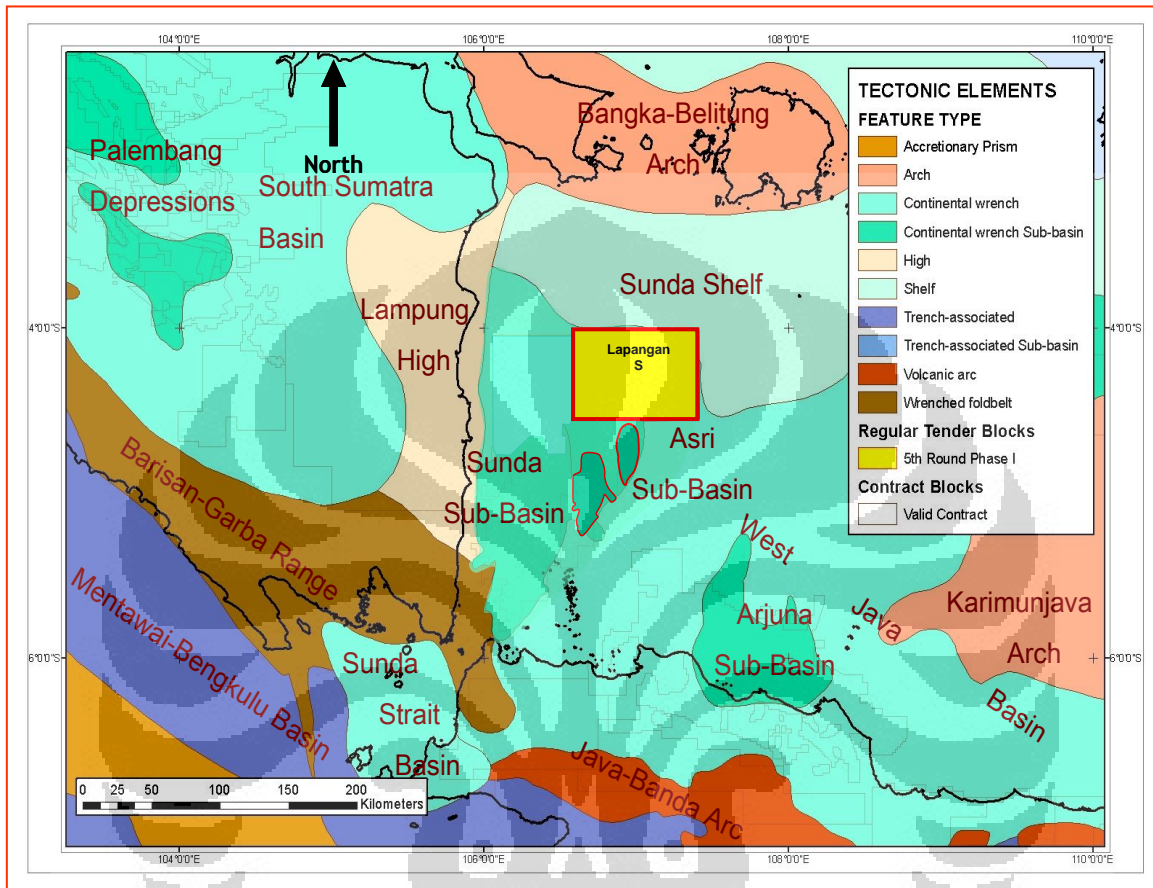 104°0'0"E
106°0'0"E
108°0'0"E
110°0'0"E
North
Palembang
Depressions
South Sumatra
Basin
Bangka-Belitung
Arch
Lampung
High
Sunda Shelf
4°0'0"S
4°0'0"S
Lapangan
S
Asri
Sub-Basin
Sunda
Sub-Basin
Barisan-Garba Range
Mentawai-Bengkulu Basin
West
Java
Basin
Arjuna
Sub-Basin
Karimunjava
Arch
6°0'0"S
6°0'0"S
Sunda
Strait
Basin
Java-Banda Arc
TECTONIC ELEMENTS
FEATURE TYPE
Accretionary Prism
Arch
Continental wrench
Continental wrench Sub-basin
High
Shelf
Trench-associated
Trench-associated Sub-basin
Volcanic arc
Wrenched foldbelt
Regular Tender Blocks
5th Round Phase I
Contract Blocks
Valid Contract
0 25 50 100 150 200
Kilometers
104°0'0"E
106°0'0"E
108°0'0"E
110°0'0"E